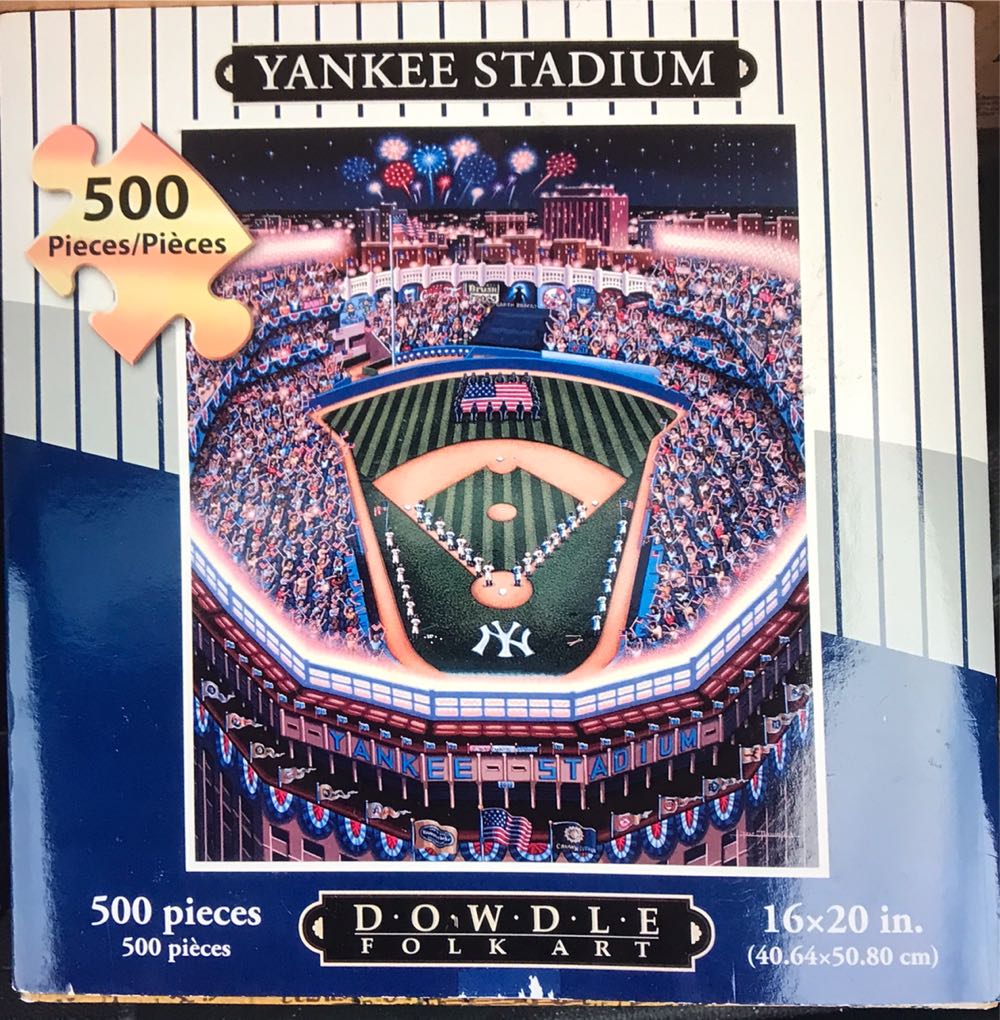 YANKEE STADIUM
500
Pieces/Pièces
NY
YANKEE STADIUM
500 pieces
500 pièces
D·O·W·D·L·E
FOLK ART
16×20 in.
(40.64×50.80 cm)